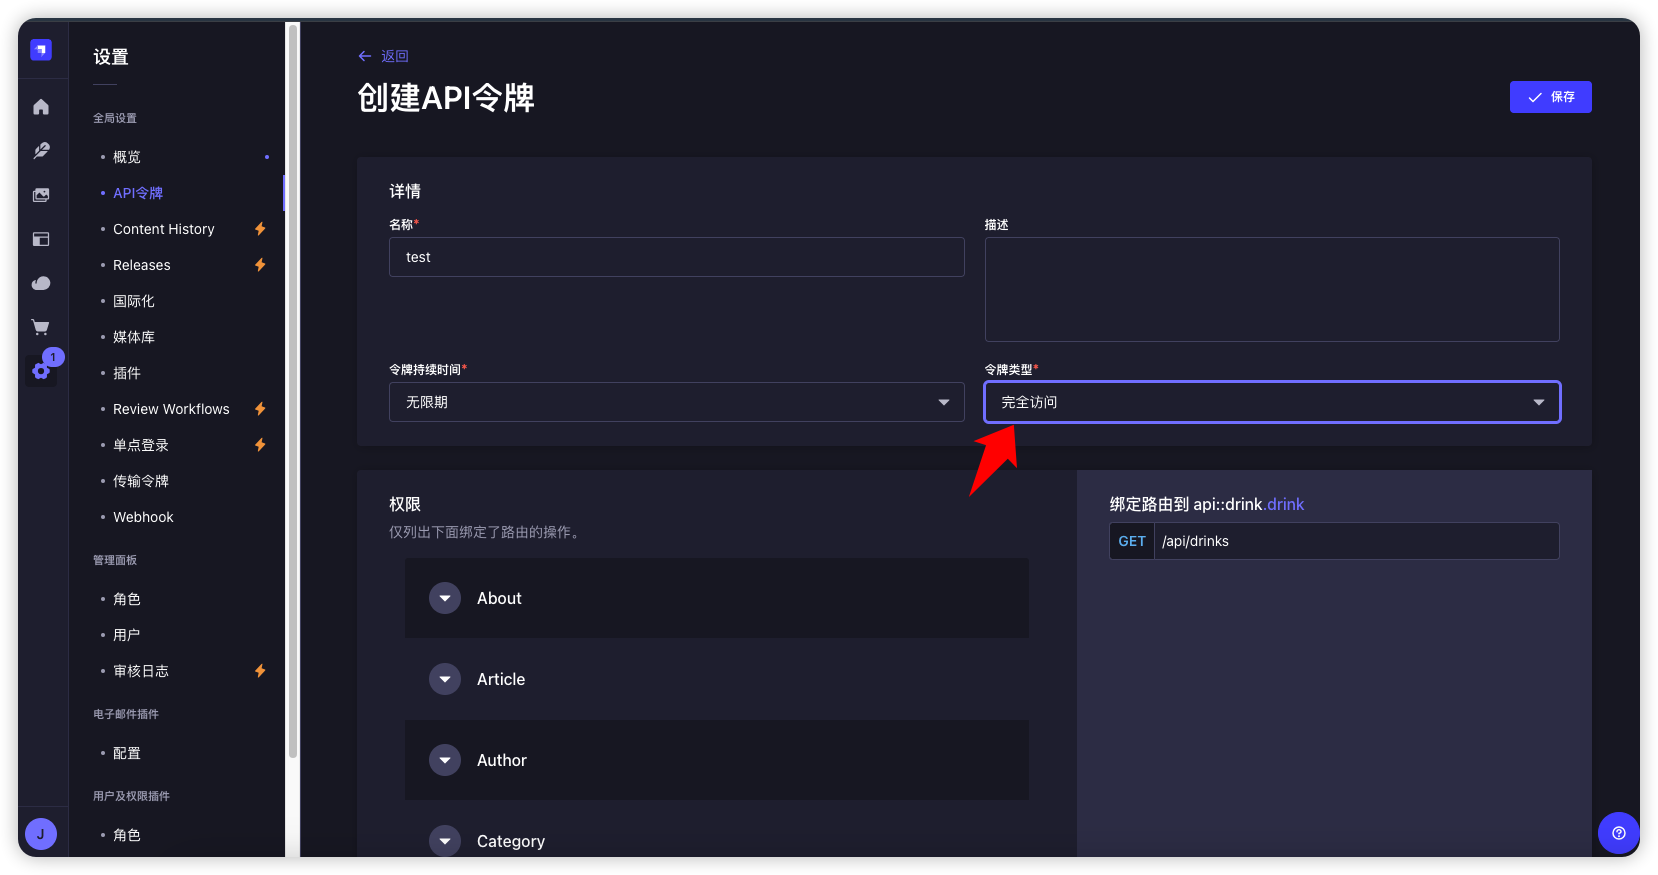 设置
全局设置
概览
API令牌
Content History
Releases
国际化
媒体库
插件
Review Workflows
单点登录
传输令牌
Webhook
管理面板
角色
用户
审核日志
电子邮件插件
配置
用户及权限插件
角色
1
J
返回
创建API令牌
保存
详情
名称*
test
描述
令牌持续时间*
无限期
令牌类型*
完全访问
权限
仅列出下面绑定了路由的操作。
About
Article
Author
Category
绑定路由到 api::drink.drink
GET /api/drinks